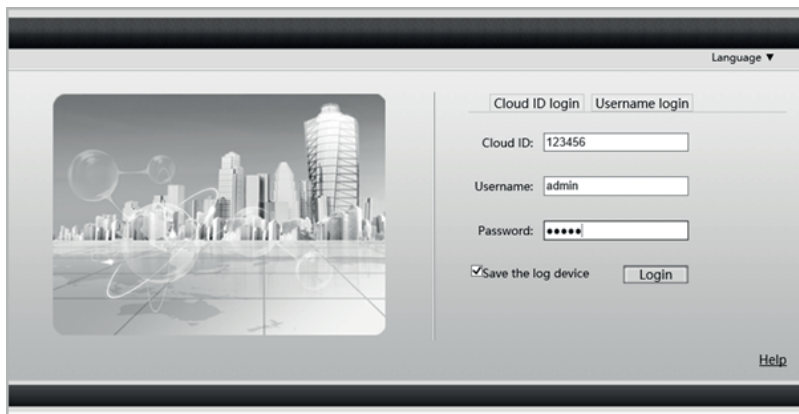 Language ▼
Cloud ID login Username login
Cloud ID: 123456
Username: admin
Password: •••••
Save the log device Login
Help